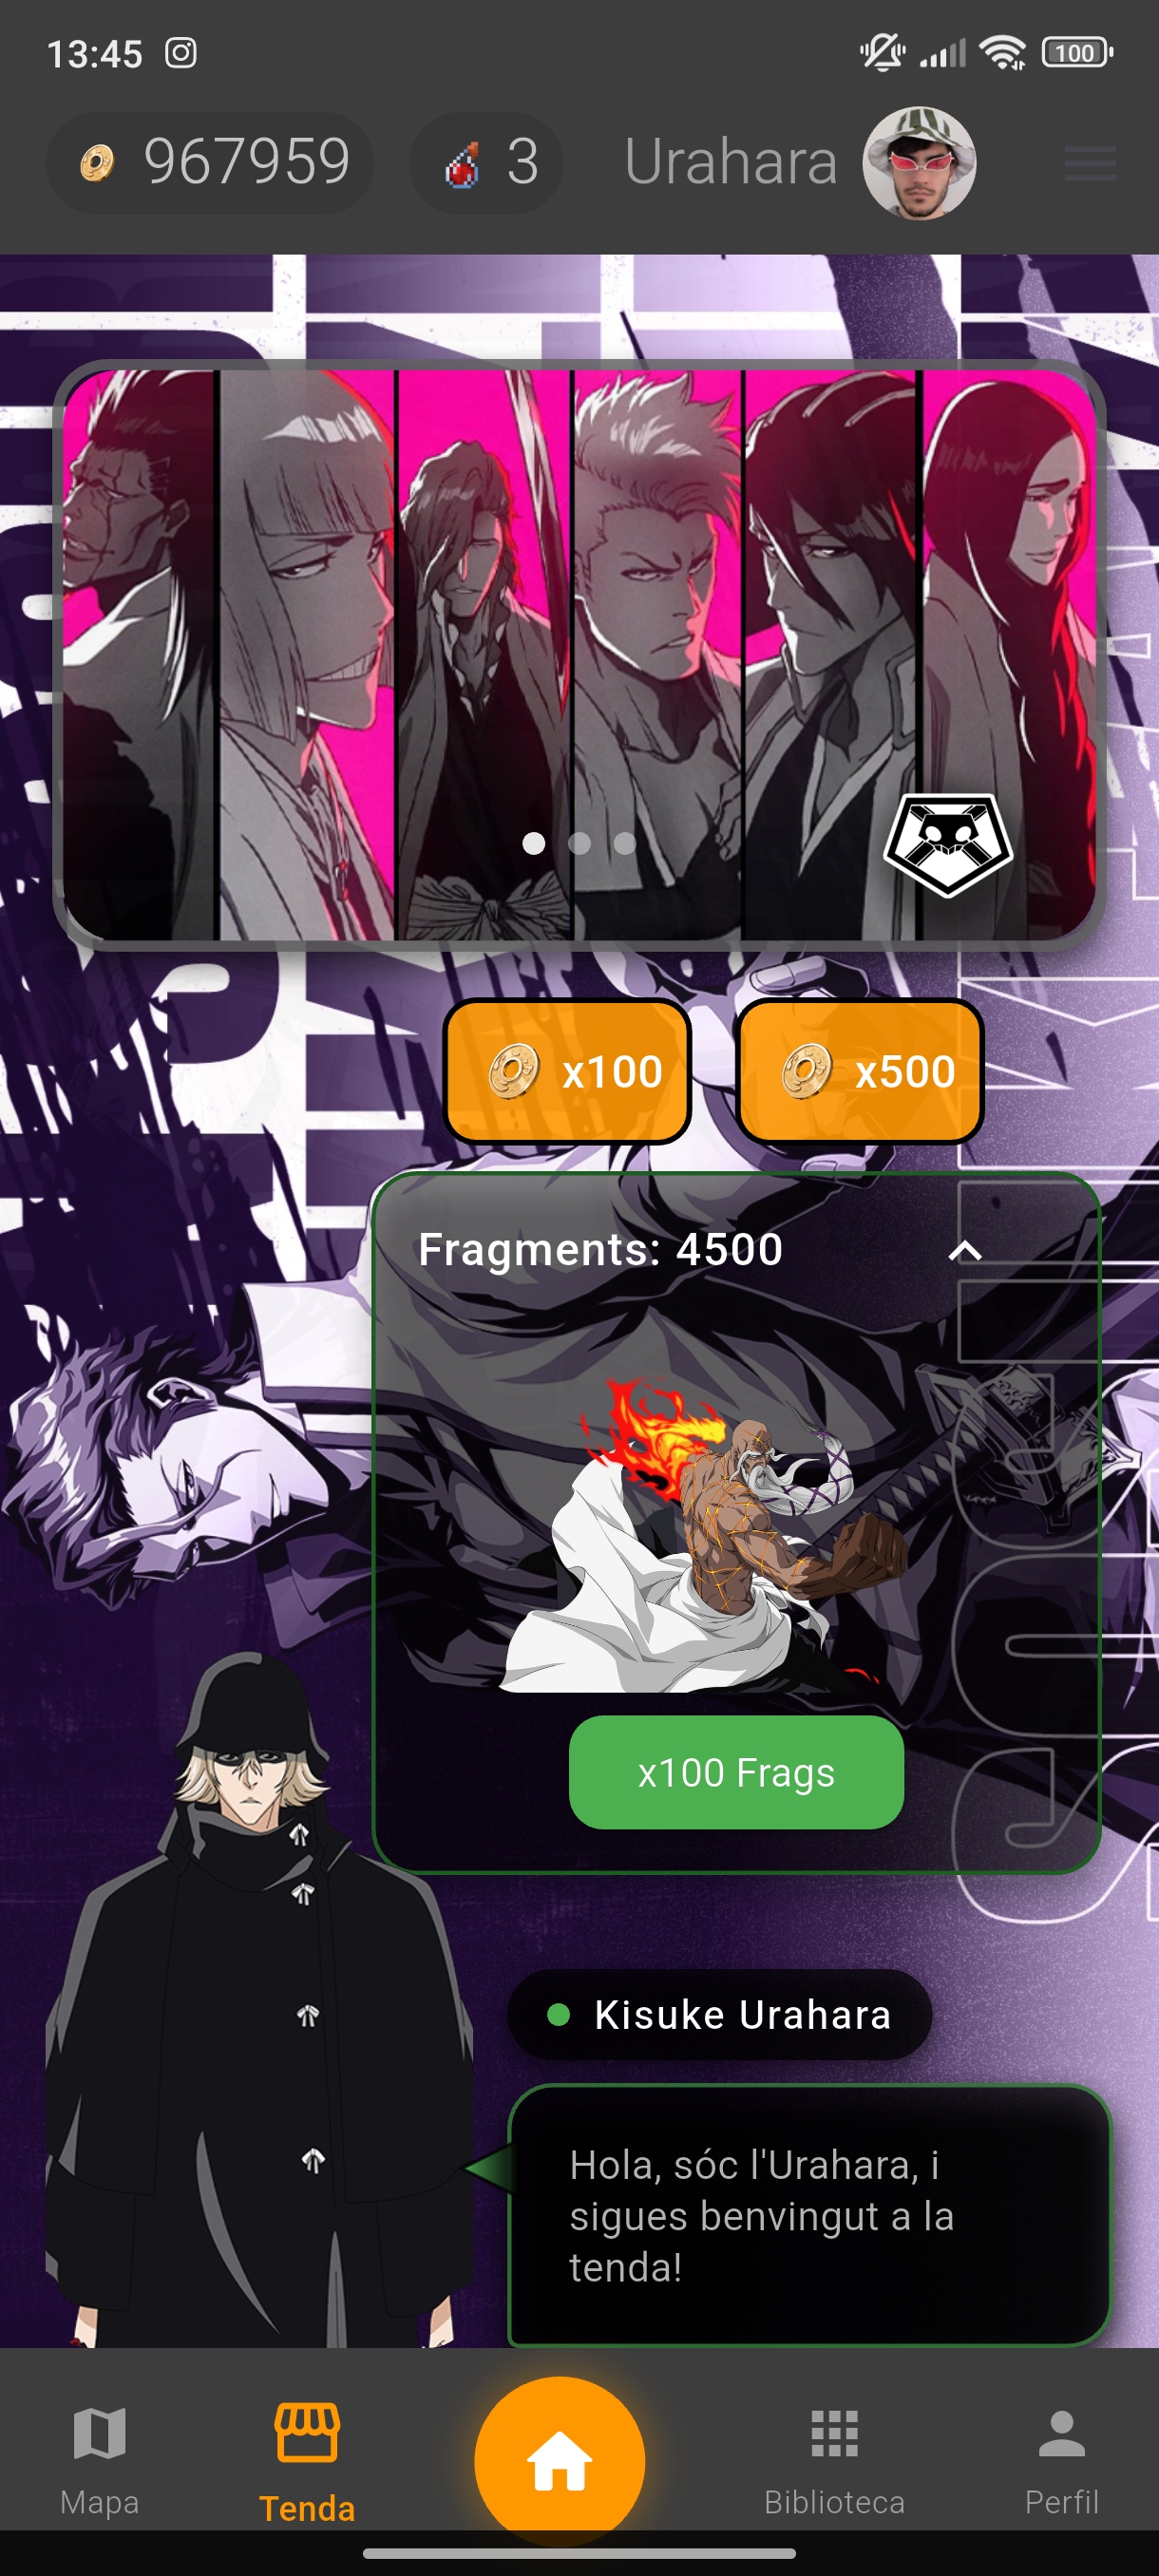 13:45
100
967959
3
Urahara
x100
x500
Fragments: 4500
x100 Frags
Kisuke Urahara
Hola, sóc l'Urahara, i
sigues benvingut a la
tenda!
Mapa
Tenda
Biblioteca
Perfil